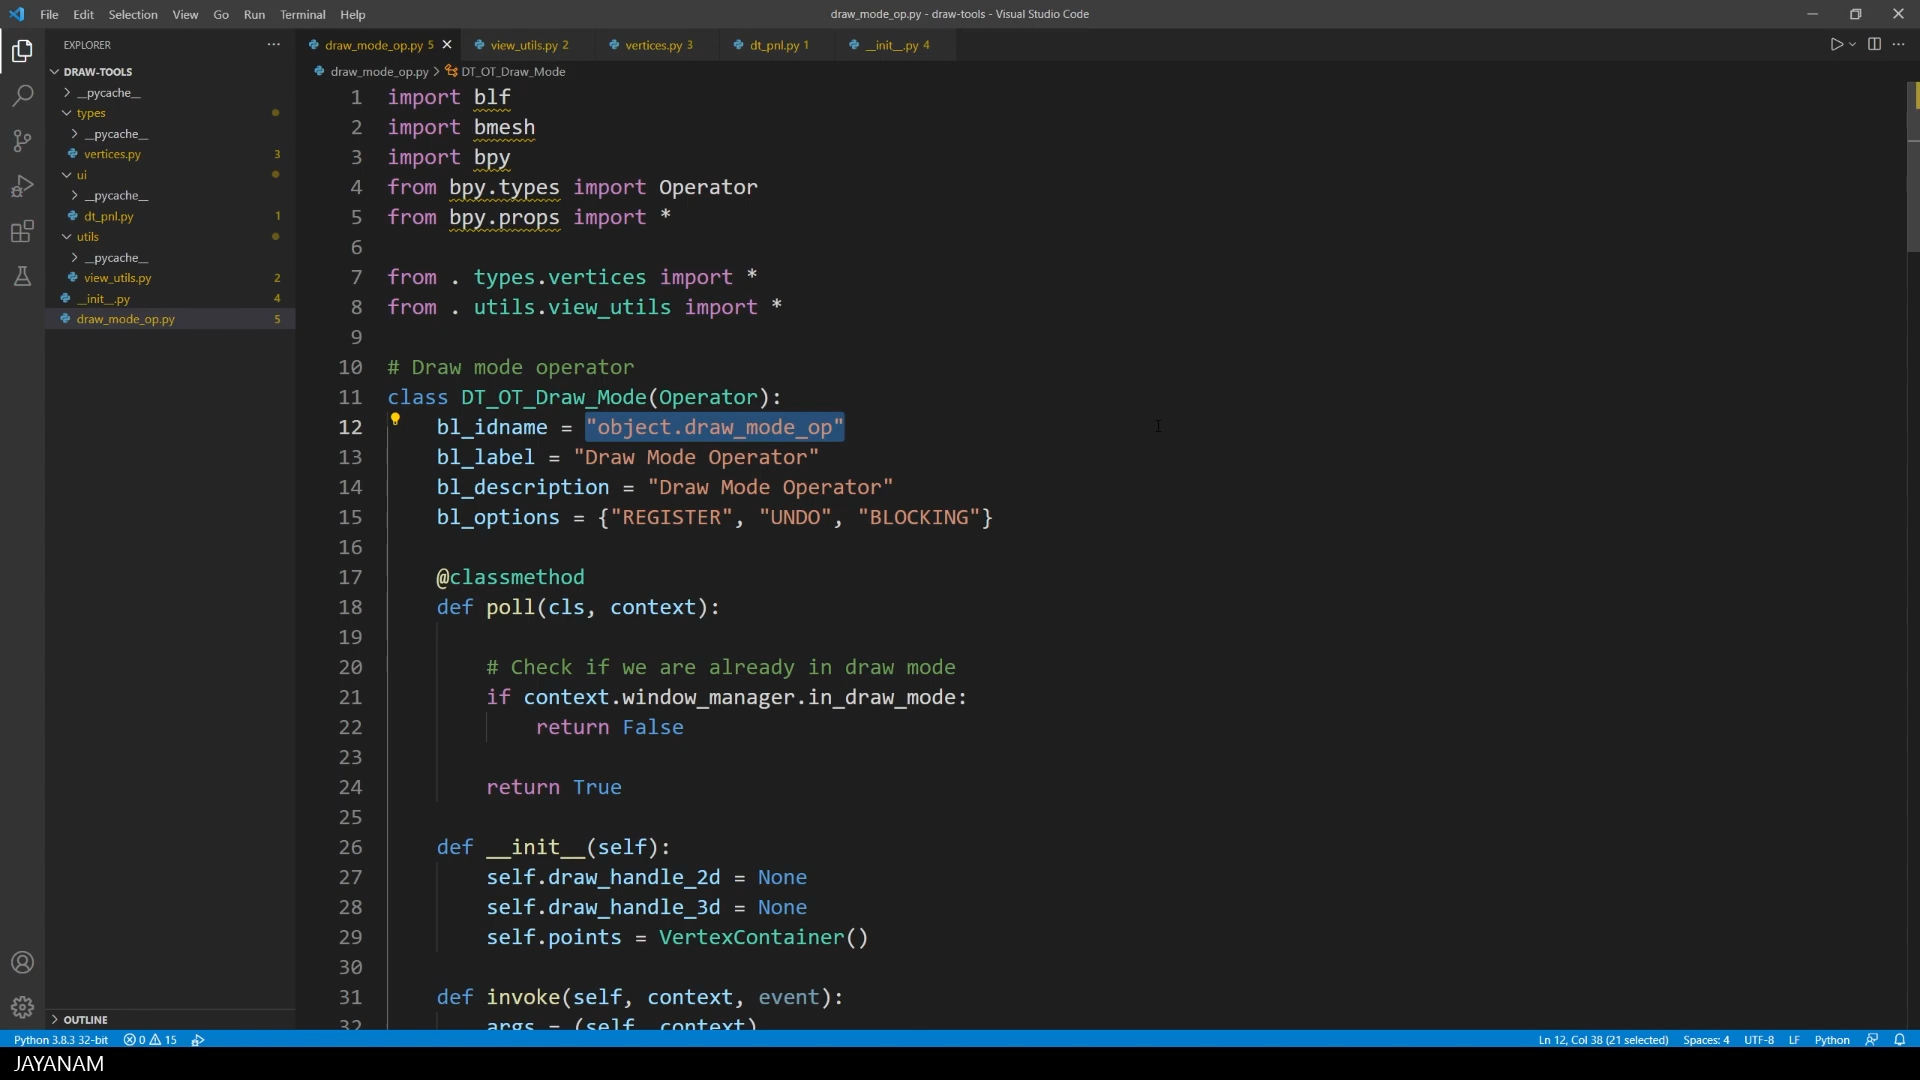 File Edit Selection View Go Run Terminal Help
draw_mode_op.py - draw-tools - Visual Studio Code
EXPLORER
draw_mode_op.py 5
view_utils.py 2
vertices.py 3
dt_pnl.py 1
__init__.py 4
DRAW-TOOLS
__pycache__
types
__pycache__
vertices.py 3
ui
__pycache__
dt_pnl.py 1
utils
__pycache__
view_utils.py 2
__init__.py 4
draw_mode_op.py 5
OUTLINE
draw_mode_op.py > DT_OT_Draw_Mode
1 import blf
2 import bmesh
3 import bpy
4 from bpy.types import Operator
5 from bpy.props import *
6
7 from . types.vertices import *
8 from . utils.view_utils import *
9
10 # Draw mode operator
11 class DT_OT_Draw_Mode(Operator):
12 bl_idname = "object.draw_mode_op"
13 bl_label = "Draw Mode Operator"
14 bl_description = "Draw Mode Operator"
15 bl_options = {"REGISTER", "UNDO", "BLOCKING"}
16
17 @classmethod
18 def poll(cls, context):
19
20 # Check if we are already in draw mode
21 if context.window_manager.in_draw_mode:
22 return False
23
24 return True
25
26 def __init__(self):
27 self.draw_handle_2d = None
28 self.draw_handle_3d = None
29 self.points = VertexContainer()
30
31 def invoke(self, context, event):
32 args = (self, context)
Python 3.8.3 32-bit 0 15
Ln 12, Col 38 (21 selected) Spaces: 4 UTF-8 LF Python
JAYANAM